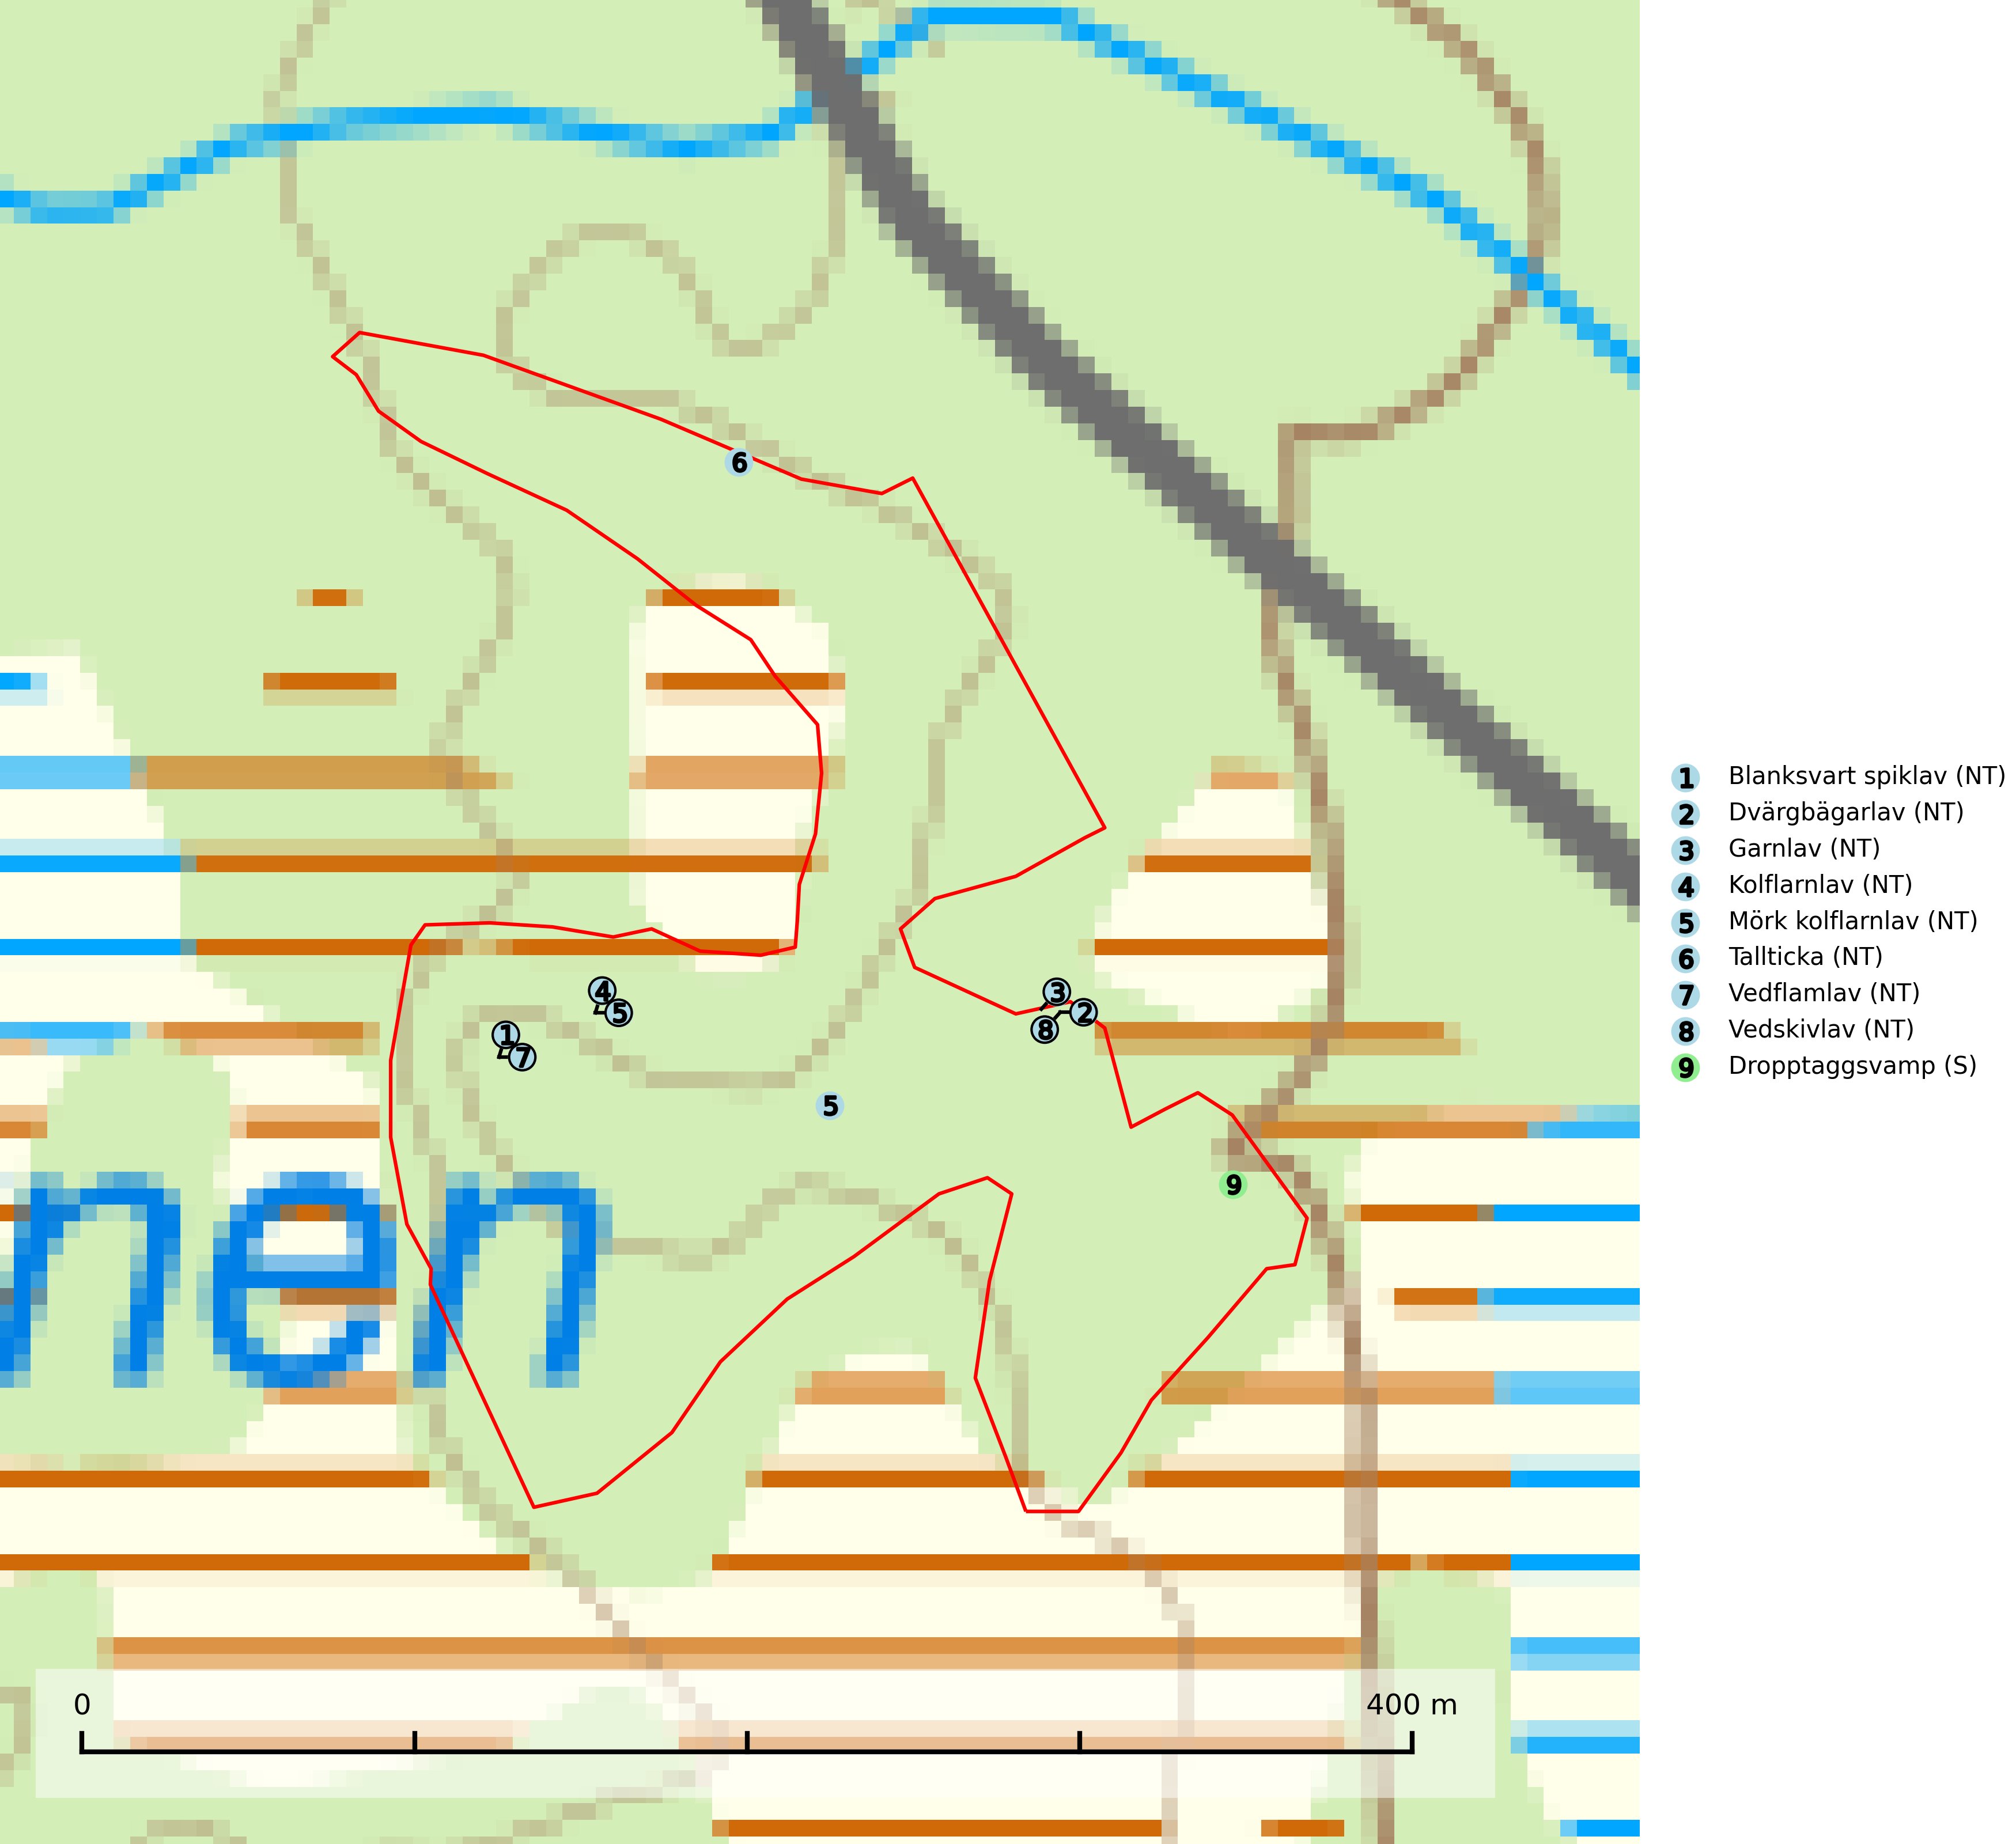 6
4
5
3
2
1
8
7
5
9
nen
0
400 m
1 Blanksvart spiklav (NT)
2 Dvärgbägarlav (NT)
3 Garnlav (NT)
4 Kolflarnlav (NT)
5 Mörk kolflarnlav (NT)
6 Tallticka (NT)
7 Vedflamlav (NT)
8 Vedskivlav (NT)
9 Dropptaggsvamp (S)